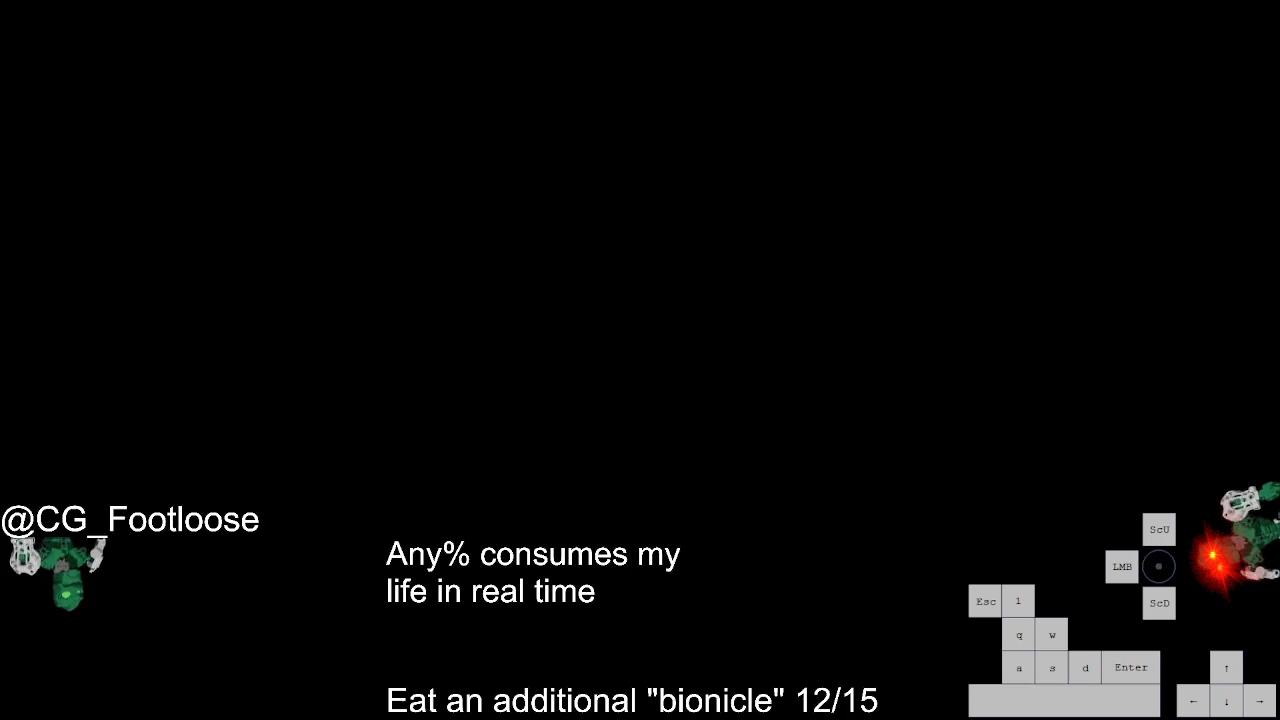 @CG_Footloose
Any% consumes my
life in real time
Eat an additional "bionicle" 12/15
ScU
LMB
ScD
Esc 1
q w
a s d Enter
↑
← ↓ →